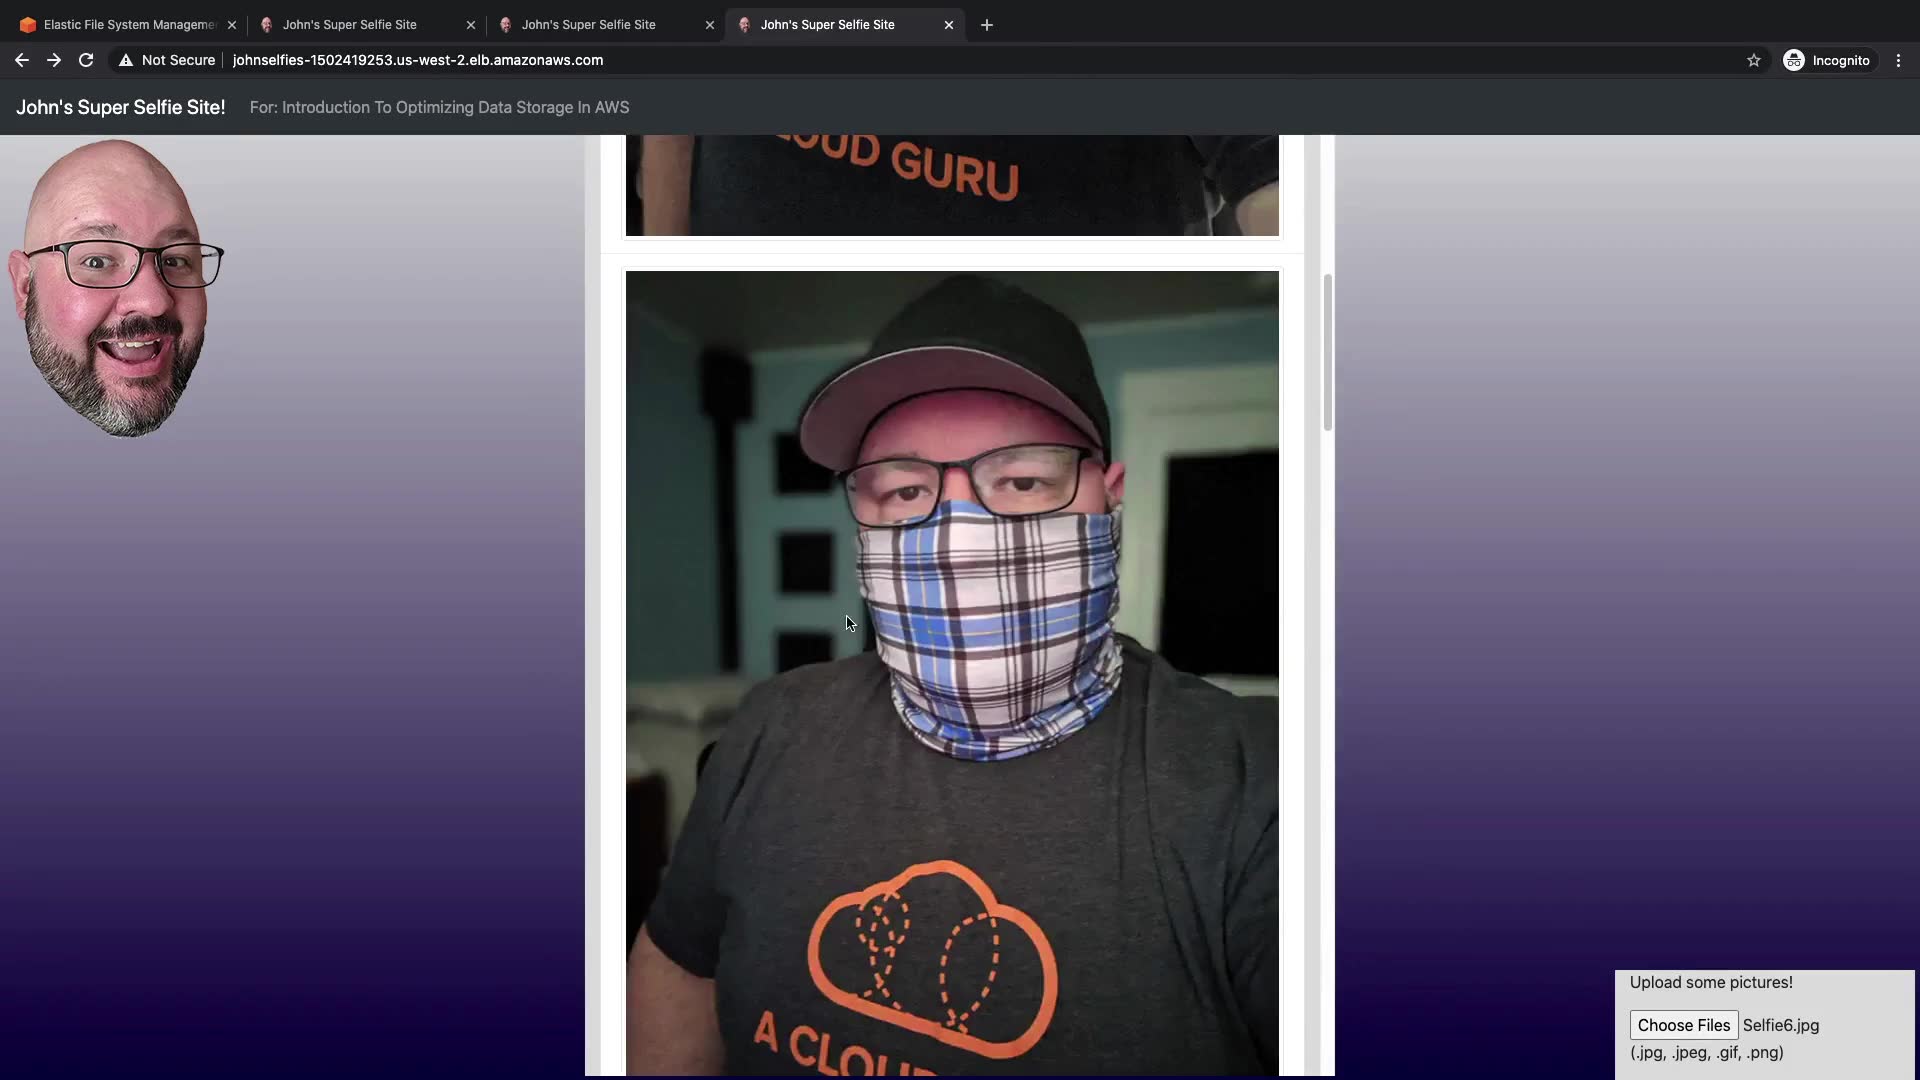 Elastic File System Manageme
John's Super Selfie Site
John's Super Selfie Site
John's Super Selfie Site
Not Secure
johnselfies-1502419253.us-west-2.elb.amazonaws.com
Incognito
John's Super Selfie Site!
For: Introduction To Optimizing Data Storage In AWS
LOUD GURU
A CLOUD
Upload some pictures!
Choose Files Selfie6.jpg
(.jpg, .jpeg, .gif, .png)